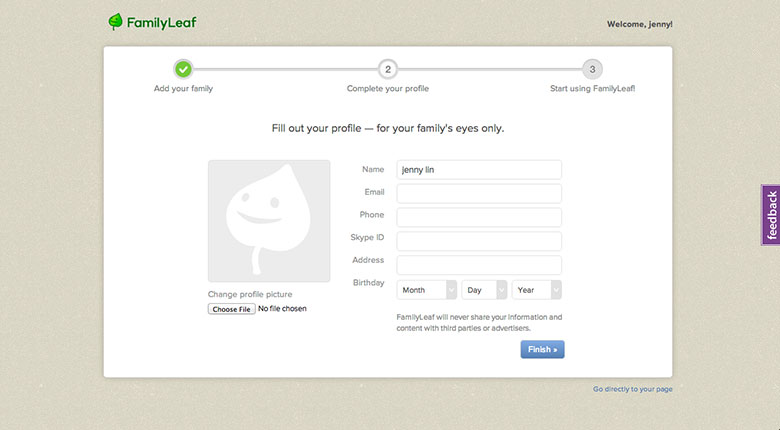 FamilyLeaf
Welcome, jenny!
2
3
Add your family
Complete your profile
Start using FamilyLeaf!
Fill out your profile — for your family's eyes only.
Name
jenny lin
Email
Phone
Skype ID
Address
Birthday
Month
Day
Year
Change profile picture
Choose File No file chosen
FamilyLeaf will never share your information and
content with third parties or advertisers.
Finish »
Go directly to your page
feedback